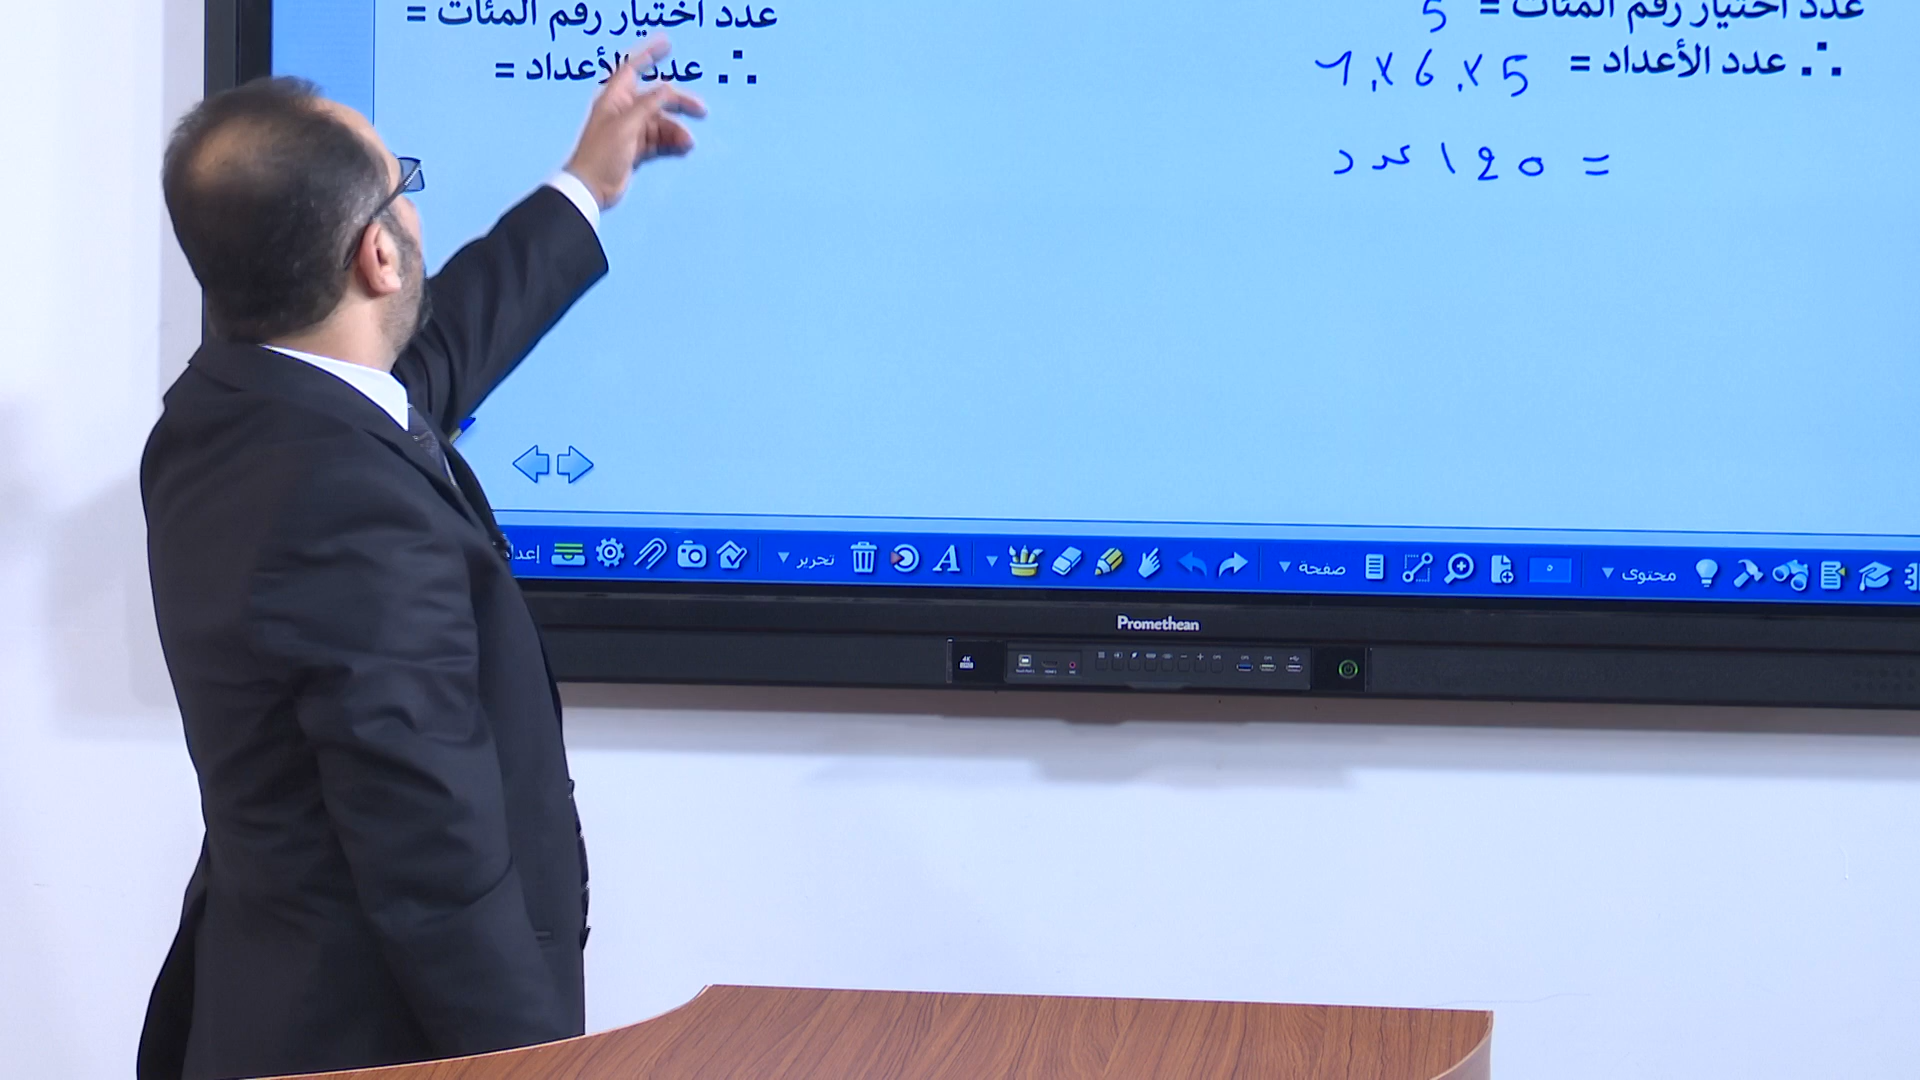 عدد اختيار رقم المئات = 5
∴ عدد الأعداد = 5 × 6 × 4
= 120 عدد
عدد اختيار رقم المئات =
∴ عدد الأعداد =
محتوى ٥ صفحة A تحرير
Promethean